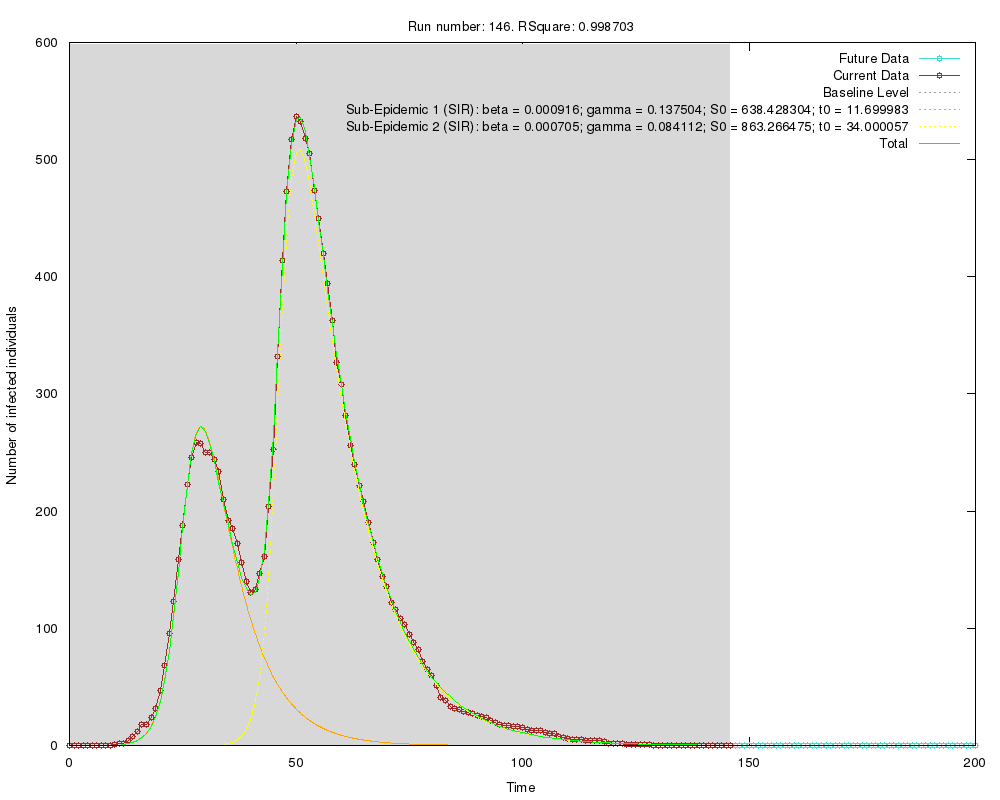 Run number: 146. RSquare: 0.998703
600
500
400
300
200
100
0
Number of infected individuals
Future Data
Current Data
Baseline Level
Sub-Epidemic 1 (SIR): beta = 0.000916; gamma = 0.137504; S0 = 638.428304; t0 = 11.699983
Sub-Epidemic 2 (SIR): beta = 0.000705; gamma = 0.084112; S0 = 863.266475; t0 = 34.000057
Total
0
50
100
150
200
Time